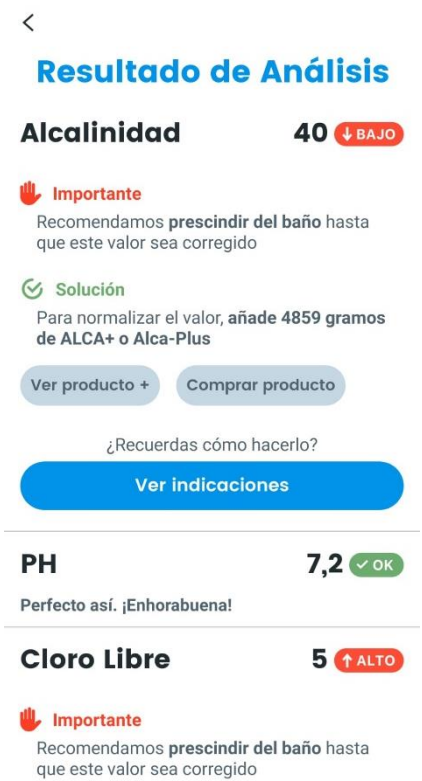 Resultado de Análisis
Alcalinidad 40 BAJO
Importante
Recomendamos prescindir del baño hasta
que este valor sea corregido
Solución
Para normalizar el valor, añade 4859 gramos
de ALCA+ o Alca-Plus
Ver producto + Comprar producto
¿Recuerdas cómo hacerlo?
Ver indicaciones
PH 7,2 OK
Perfecto así. ¡Enhorabuena!
Cloro Libre 5 ALTO
Importante
Recomendamos prescindir del baño hasta
que este valor sea corregido